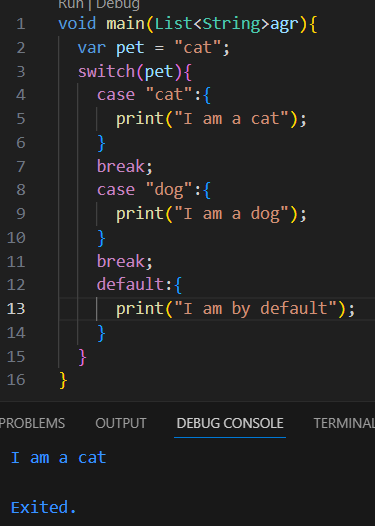 Run | Debug
1 void main(List<String>agr){
2 var pet = "cat";
3 switch(pet){
4 case "cat":{
5 print("I am a cat");
6 }
7 break;
8 case "dog":{
9 print("I am a dog");
10 }
11 break;
12 default:{
13 print("I am by default");
14 }
15 }
16 }
PROBLEMS OUTPUT DEBUG CONSOLE TERMINAL
I am a cat
Exited.